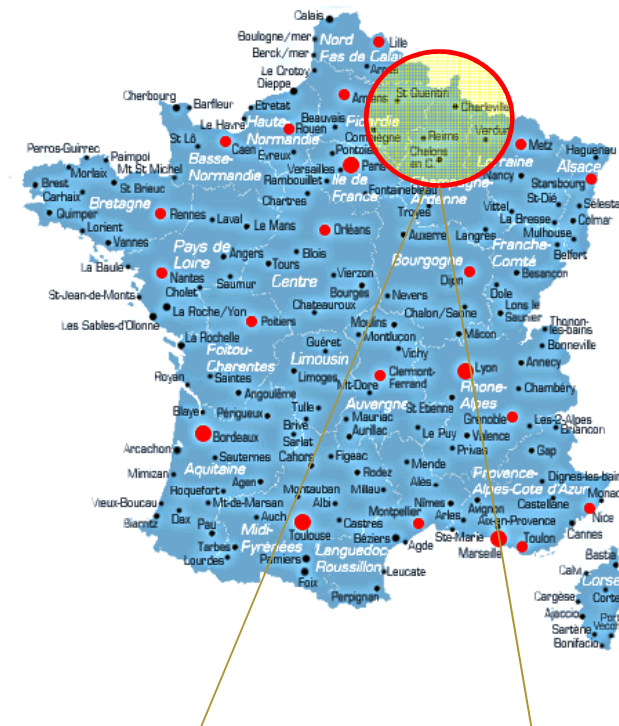 Calais
Boulogne/mer
Nord
Lille
Berck/mer
Pas de Calai
Le Crotoy
Arras
Dieppe
Cherbourg
Barfleur
Etretat
Amiens
St Quentin
Charleville
Le Havre
Haute-
Normandie
Beauvais
Picardie
Rouen
Compiègne
Reims
Verdun
Metz
St Lô
Caen
Evreux
Pontoise
Chalons
en C.
Lorraine
Haguenau
Perros-Guirrec
Paimpol
Basse-
Normandie
Versailles
Paris
Nancy
Alsace
Morlaix
Mt St Michel
Rambouillet
Ile de
France
Strasbourg
Brest
St Brieuc
Chartres
Fontainebleau
Ardenne
St-Dié
Sélesta
Carhaix
Bretagne
Troyes
Vittel
La Bresse
Colmar
Quimper
Rennes
Laval
Le Mans
Orléans
Auxerre
Langres
Mulhouse
Lorient
Franche-
Comté
Belfort
Vannes
Pays de
Loire
Angers
Blois
Bourgogne
La Baule
Tours
Vierzon
Dijon
Besançon
Nantes
Saumur
Centre
Bourges
Nevers
Dole
St-Jean-de-Monts
Cholet
Chateauroux
Chalon/Saône
Lons le
Saunier
La Roche/Yon
Poitiers
Moulins
Thonon-
les-bains
Les Sables-d'Olonne
Guéret
Montluçon
Mâcon
Bonneville
La Rochelle
Poitou-
Charentes
Limousin
Vichy
Annecy
Royan
Saintes
Limoges
Clermont-
Ferrand
Lyon
Mt-Dore
Rhone-
Alpes
Chambéry
Angoulême
Auvergne
St Etienne
Blaye
Périgueux
Tulle
Mauriac
Grenoble
Les-2-Alpes
Bordeaux
Brive
Aurillac
Le Puy
Valence
Briançon
Arcachon
Sarlat
Privas
Sauternes
Cahors
Figeac
Mende
Gap
Mimizan
Aquitaine
Rodez
Provence-
Alpes-Cote d'Azur
Agen
Alès
Digne-les-bains
Roquefort
Montauban
Millau
Castellane
Vieux-Boucau
Mt-de-Marsan
Albi
Nîmes
Avignon
Monac
Montpellier
Biarritz
Dax
Auch
Arles
Aix-en-Provence
Nice
Pau
Midi-
Pyrénées
Toulouse
Castres
Ste-Marie
Cannes
Tarbes
Béziers
Agde
Marseille
Toulon
Lourdes
Pamiers
Languedoc-
Roussillon
Bastia
Foix
Leucate
Calvi
Corse
Perpignan
Cargèse
Corte
Ajaccio
Por
Sartène
Vecch
Bonifacio